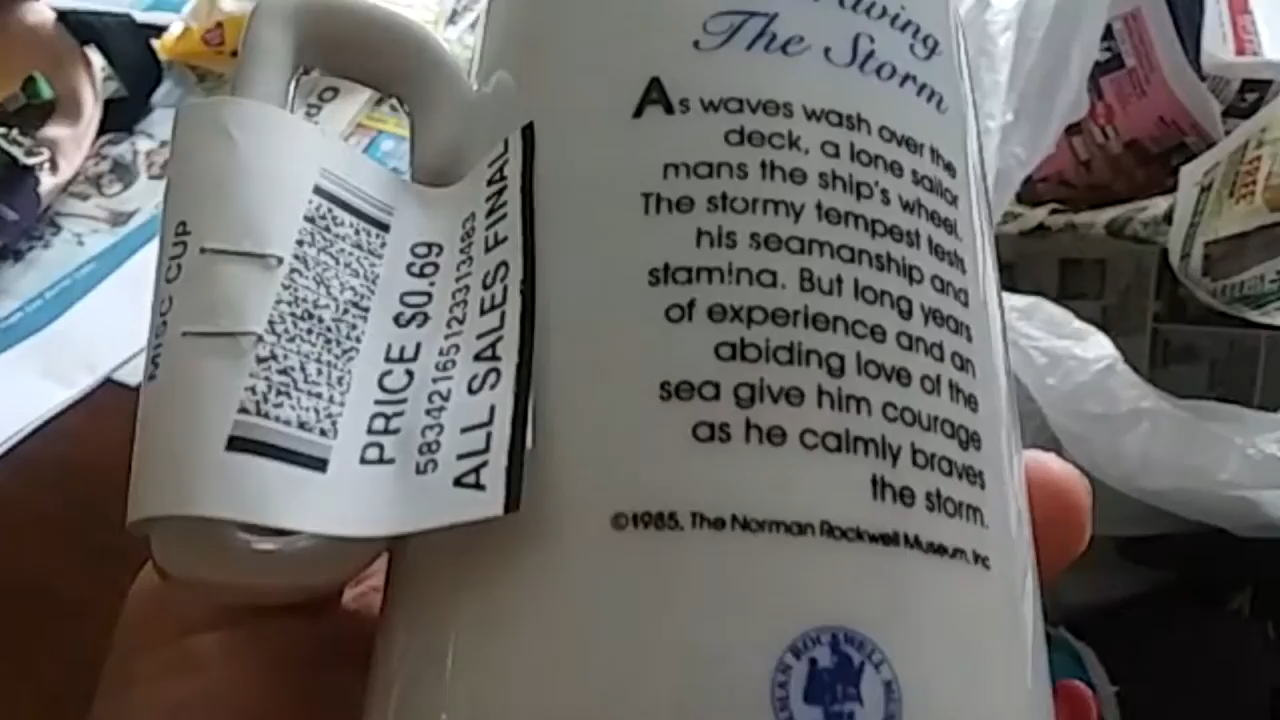 The Storm
As waves wash over the
deck, a lone sailor
mans the ship's wheel.
The stormy tempest tests
his seamanship and
stamina. But long years
of experience and an
abiding love of the
sea give him courage
as he calmly braves
the storm.
©1985, The Norman Rockwell Museum, Inc
MISC CUP
PRICE $0.69
58342165123313483
ALL SALES FINAL
ROCKWELL
FREE